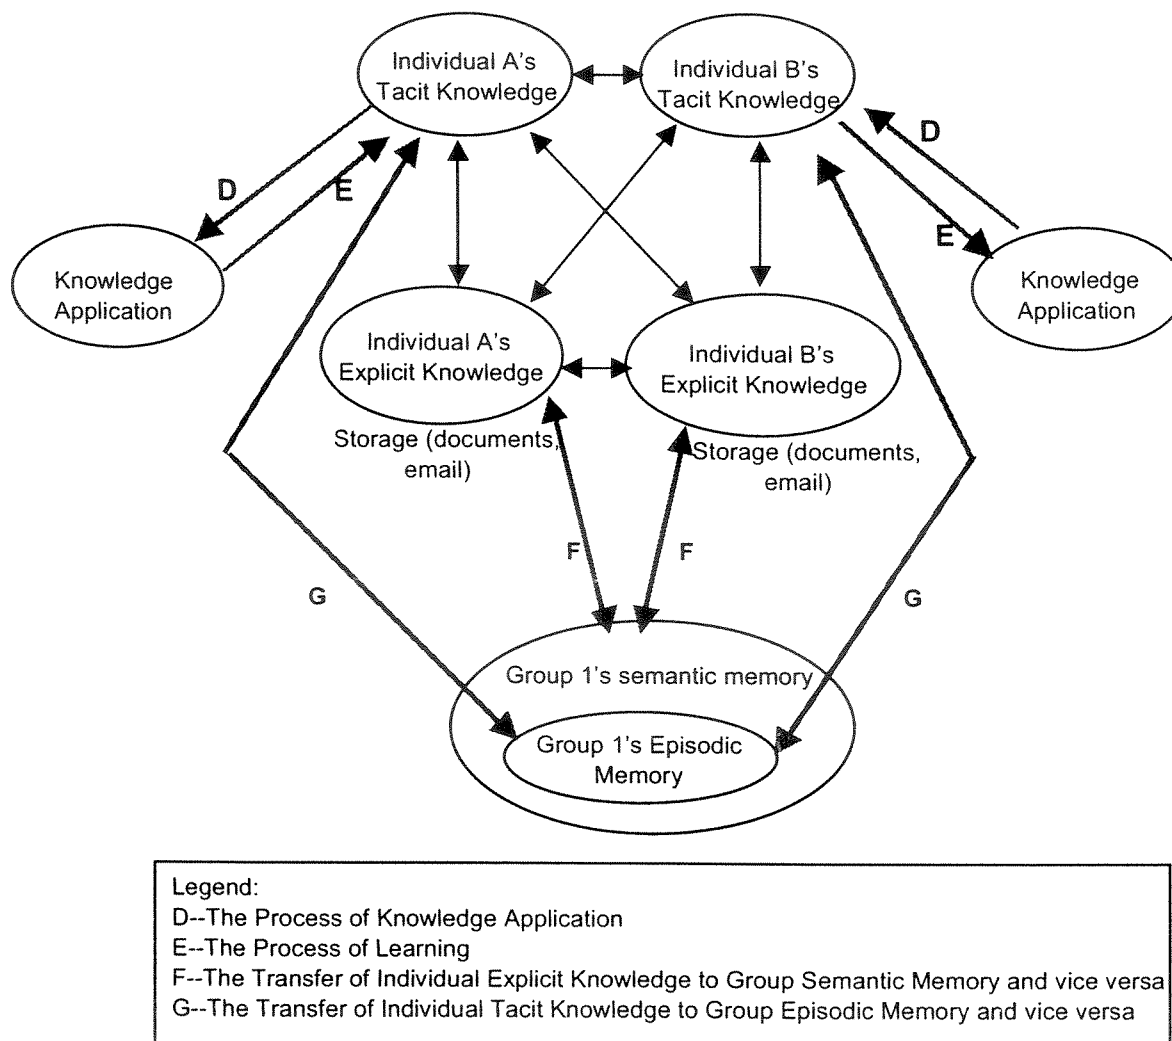 Individual A's
Tacit Knowledge
Individual B's
Tacit Knowledge
D
E
D
E
Knowledge
Application
Knowledge
Application
Individual A's
Explicit Knowledge
Individual B's
Explicit Knowledge
Storage (documents,
email)
Storage (documents,
email)
F
F
G
G
Group 1's semantic memory
Group 1's Episodic
Memory
Legend:
D--The Process of Knowledge Application
E--The Process of Learning
F--The Transfer of Individual Explicit Knowledge to Group Semantic Memory and vice versa
G--The Transfer of Individual Tacit Knowledge to Group Episodic Memory and vice versa